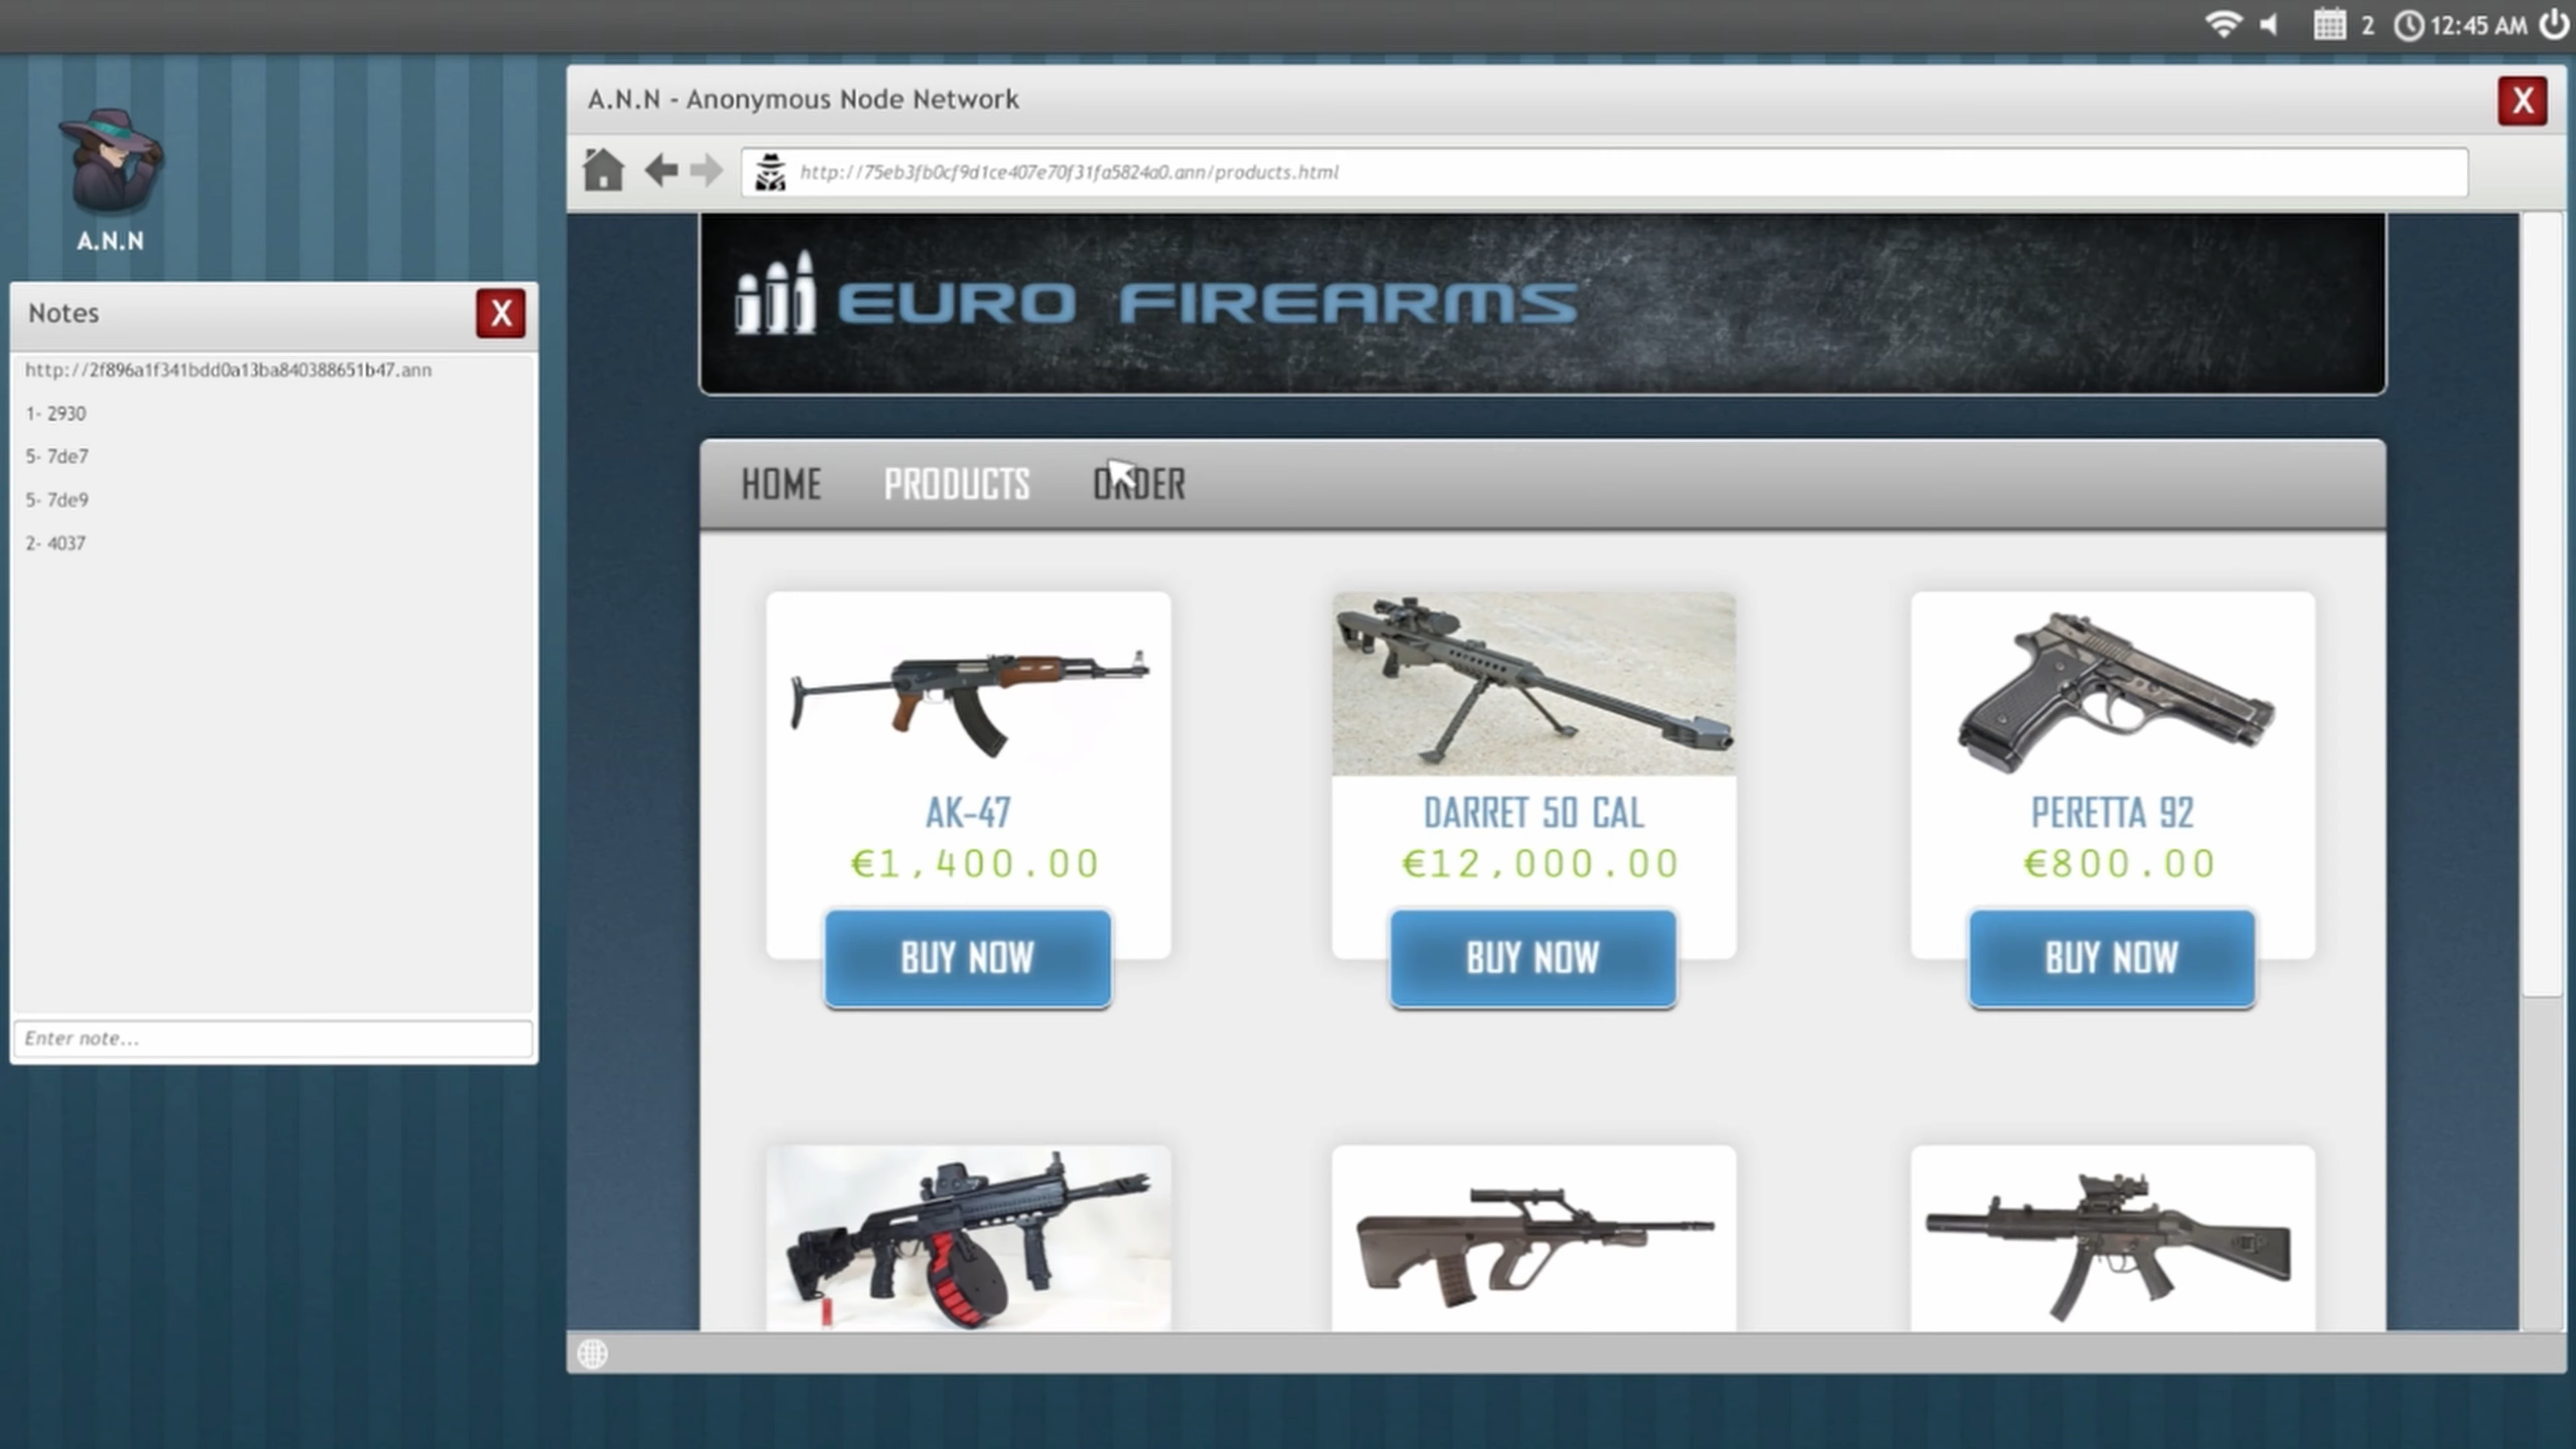 2
12:45 AM
A.N.N
A.N.N - Anonymous Node Network
X
http://75eb3fb0cf9d1ce407e70f31fa5824a0.ann/products.html
Notes
X
http://2f896a1f341bdd0a13ba840388651b47.ann
1- 2930
5- 7de7
5- 7de9
2- 4037
Enter note...
EURO FIREARMS
HOME PRODUCTS ORDER
AK-47
€1,400.00
BUY NOW
DARRET 50 CAL
€12,000.00
BUY NOW
PERETTA 92
€800.00
BUY NOW